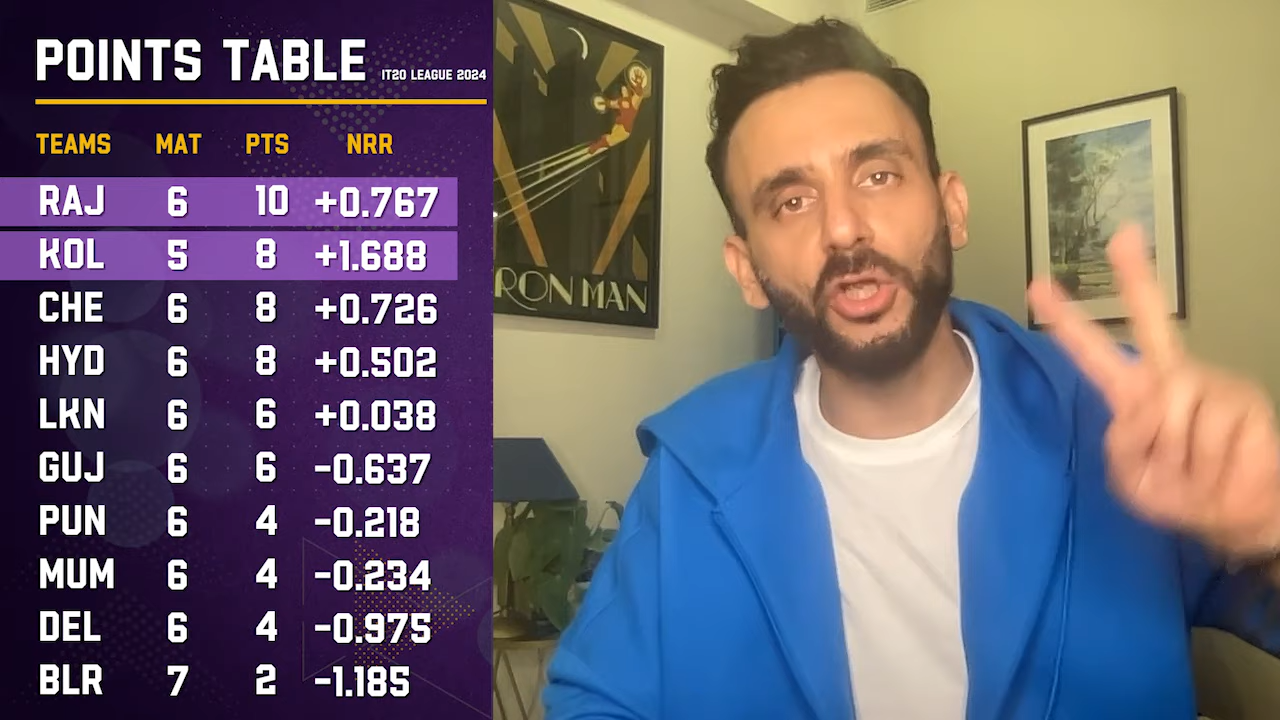 POINTS TABLE IT20 LEAGUE 2024
TEAMS MAT PTS NRR
RAJ 6 10 +0.767
KOL 5 8 +1.688
CHE 6 8 +0.726
HYD 6 8 +0.502
LKN 6 6 +0.038
GUJ 6 6 -0.637
PUN 6 4 -0.218
MUM 6 4 -0.234
DEL 6 4 -0.975
BLR 7 2 -1.185
RON MAN